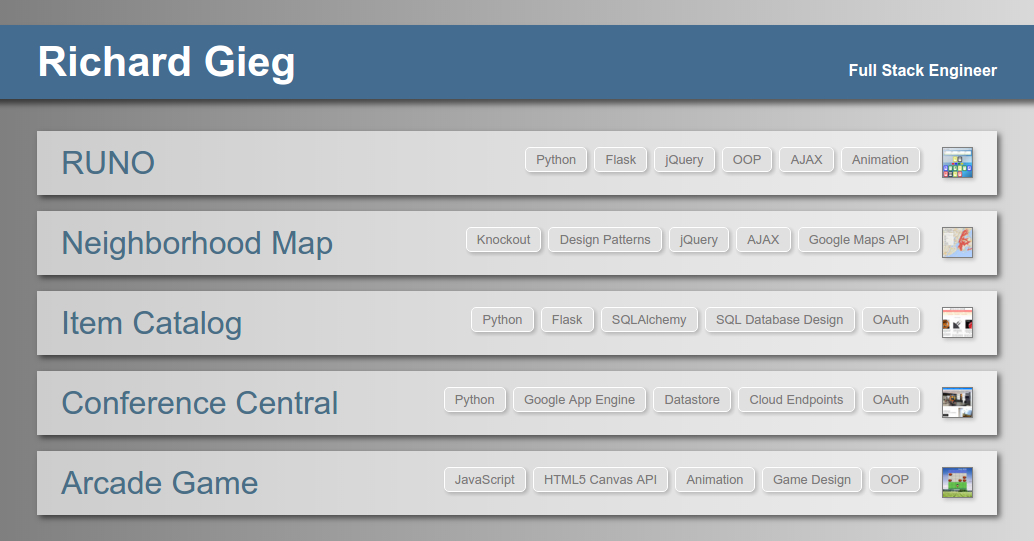 Richard Gieg
Full Stack Engineer
RUNO
Python Flask jQuery OOP AJAX Animation
Neighborhood Map
Knockout Design Patterns jQuery AJAX Google Maps API
Item Catalog
Python Flask SQLAlchemy SQL Database Design OAuth
Conference Central
Python Google App Engine Datastore Cloud Endpoints OAuth
Arcade Game
JavaScript HTML5 Canvas API Animation Game Design OOP